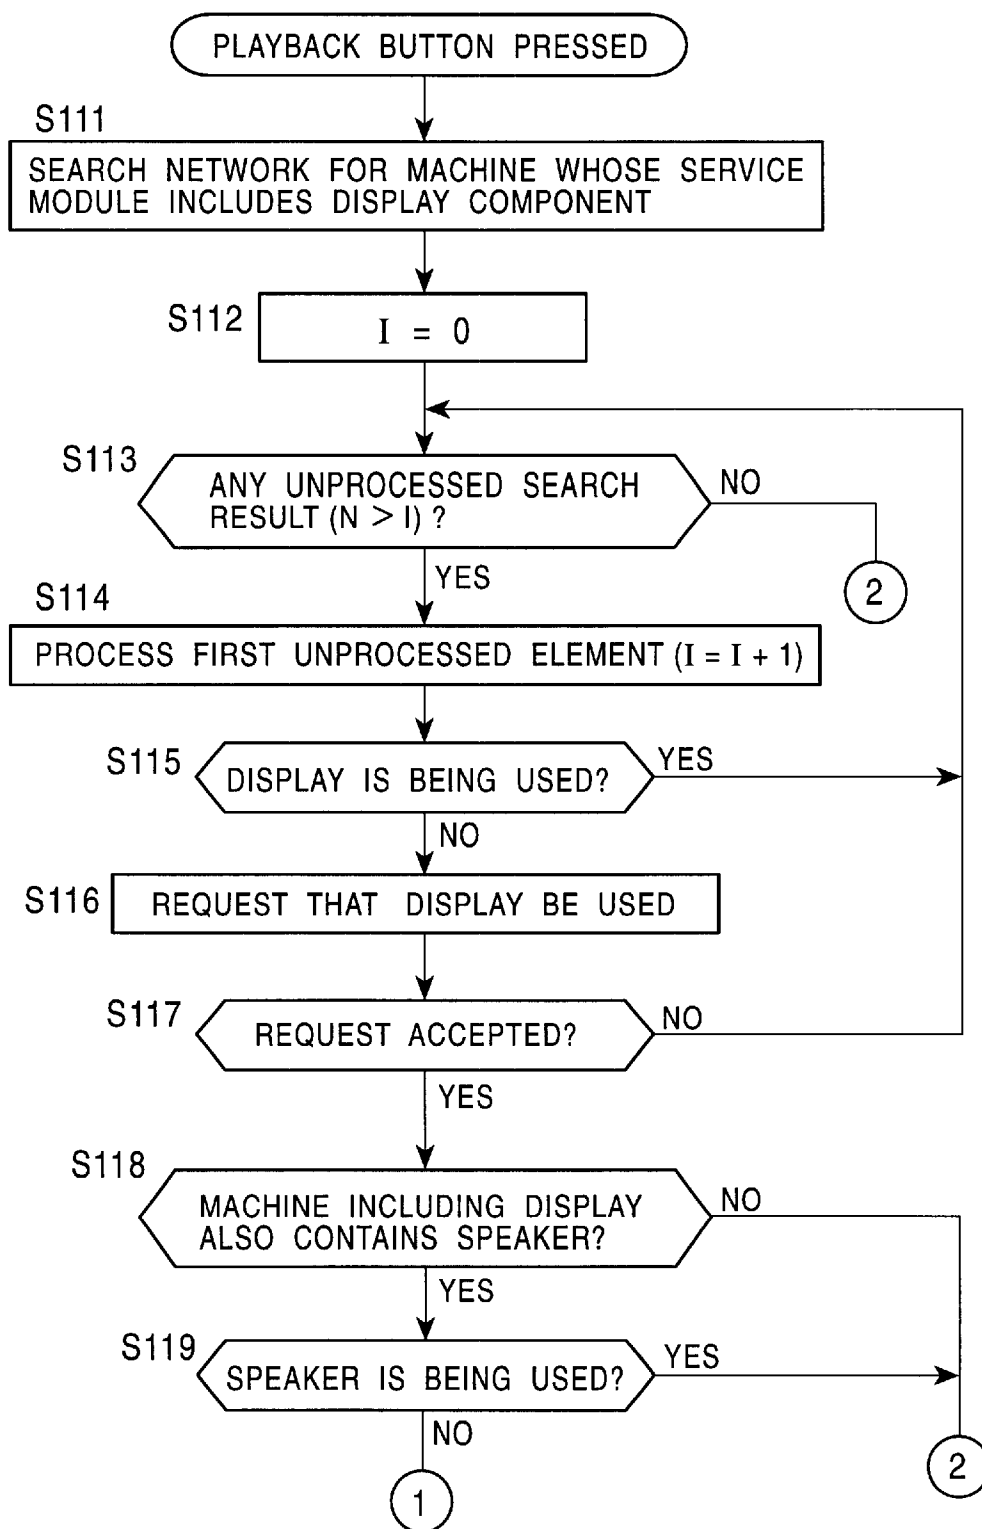 PLAYBACK BUTTON PRESSED
S111
SEARCH NETWORK FOR MACHINE WHOSE SERVICE
MODULE INCLUDES DISPLAY COMPONENT
S112
I = 0
S113
ANY UNPROCESSED SEARCH
RESULT (N > I) ?
NO
2
YES
S114
PROCESS FIRST UNPROCESSED ELEMENT (I = I + 1)
S115
DISPLAY IS BEING USED?
YES
NO
S116
REQUEST THAT DISPLAY BE USED
S117
REQUEST ACCEPTED?
NO
YES
S118
MACHINE INCLUDING DISPLAY
ALSO CONTAINS SPEAKER?
NO
YES
S119
SPEAKER IS BEING USED?
YES
NO
2
1